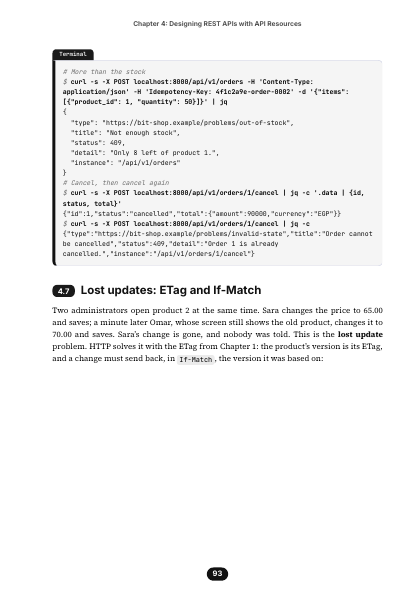 Chapter 4: Designing REST APIs with API Resources
Terminal
# More than the stock
$ curl -s -X POST localhost:8000/api/v1/orders -H 'Content-Type:
application/json' -H 'Idempotency-Key: 4f1c2a9e-order-0002' -d '{"items":
[{"product_id": 1, "quantity": 50}]}' | jq
{
  "type": "https://bit-shop.example/problems/out-of-stock",
  "title": "Not enough stock",
  "status": 409,
  "detail": "Only 8 left of product 1.",
  "instance": "/api/v1/orders"
}
# Cancel, then cancel again
$ curl -s -X POST localhost:8000/api/v1/orders/1/cancel | jq -c '.data | {id,
status, total}'
{"id":1,"status":"cancelled","total":{"amount":90000,"currency":"EGP"}}
$ curl -s -X POST localhost:8000/api/v1/orders/1/cancel | jq -c
{"type":"https://bit-shop.example/problems/invalid-state","title":"Order cannot
be cancelled","status":409,"detail":"Order 1 is already
cancelled.","instance":"/api/v1/orders/1/cancel"}
4.7 Lost updates: ETag and If-Match
Two administrators open product 2 at the same time. Sara changes the price to 65.00
and saves; a minute later Omar, whose screen still shows the old product, changes it to
70.00 and saves. Sara's change is gone, and nobody was told. This is the lost update
problem. HTTP solves it with the ETag from Chapter 1: the product's version is its ETag,
and a change must send back, in If-Match, the version it was based on:
93